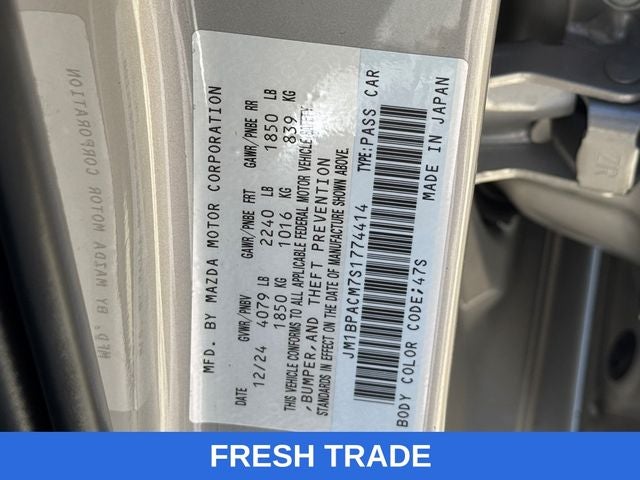 MFD. BY MAZDA MOTOR CORPORATION
DATE GVWR/PNBV GAWR/PNBE FRT GAWR/PNBE RR
12/24 4079 LB 2240 LB 1850 LB
1850 KG 1016 KG 839 KG
THIS VEHICLE CONFORMS TO ALL APPLICABLE FEDERAL MOTOR VEHICLE SAFETY
,BUMPER,AND THEFT PREVENTION
STANDARDS IN EFFECT ON THE DATE OF MANUFACTURE SHOWN ABOVE.
JM1BPACM7S1774414 TYPE:PASS CAR
BODY COLOR CODE:47S MADE IN JAPAN
MFD. BY MAZDA MOTOR CORPORATION
FRESH TRADE